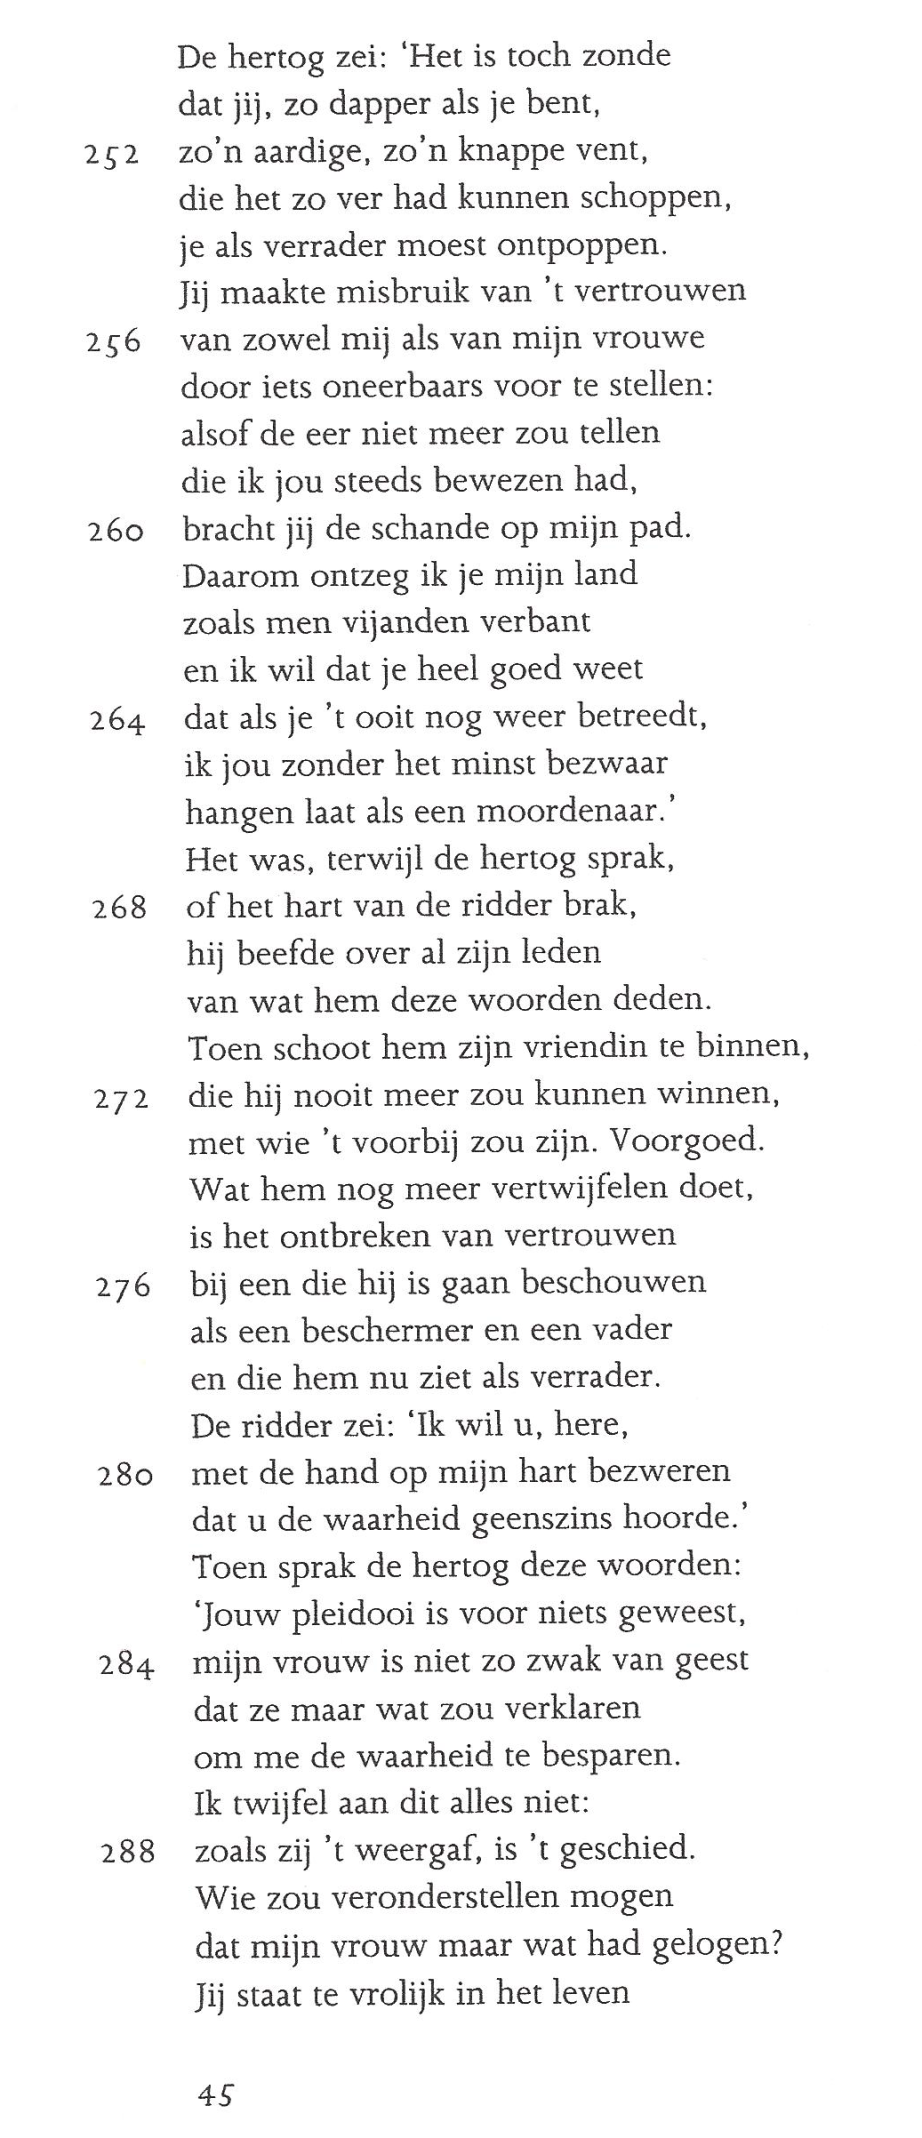 De hertog zei: ‘Het is toch zonde
dat jij, zo dapper als je bent,
252 zo’n aardige, zo’n knappe vent,
die het zo ver had kunnen schoppen,
je als verrader moest ontpoppen.
Jij maakte misbruik van ’t vertrouwen
256 van zowel mij als van mijn vrouwe
door iets oneerbaars voor te stellen:
alsof de eer niet meer zou tellen
die ik jou steeds bewezen had,
260 bracht jij de schande op mijn pad.
Daarom ontzeg ik je mijn land
zoals men vijanden verbant
en ik wil dat je heel goed weet
264 dat als je ’t ooit nog weer betreedt,
ik jou zonder het minst bezwaar
hangen laat als een moordenaar.’
Het was, terwijl de hertog sprak,
268 of het hart van de ridder brak,
hij beefde over al zijn leden
van wat hem deze woorden deden.
Toen schoot hem zijn vriendin te binnen,
272 die hij nooit meer zou kunnen winnen,
met wie ’t voorbij zou zijn. Voorgoed.
Wat hem nog meer vertwijfelen doet,
is het ontbreken van vertrouwen
276 bij een die hij is gaan beschouwen
als een beschermer en een vader
en die hem nu ziet als verrader.
De ridder zei: ‘Ik wil u, here,
280 met de hand op mijn hart bezweren
dat u de waarheid geenszins hoorde.’
Toen sprak de hertog deze woorden:
‘Jouw pleidooi is voor niets geweest,
284 mijn vrouw is niet zo zwak van geest
dat ze maar wat zou verklaren
om me de waarheid te besparen.
Ik twijfel aan dit alles niet:
288 zoals zij ’t weergaf, is ’t geschied.
Wie zou veronderstellen mogen
dat mijn vrouw maar wat had gelogen?
Jij staat te vrolijk in het leven
45